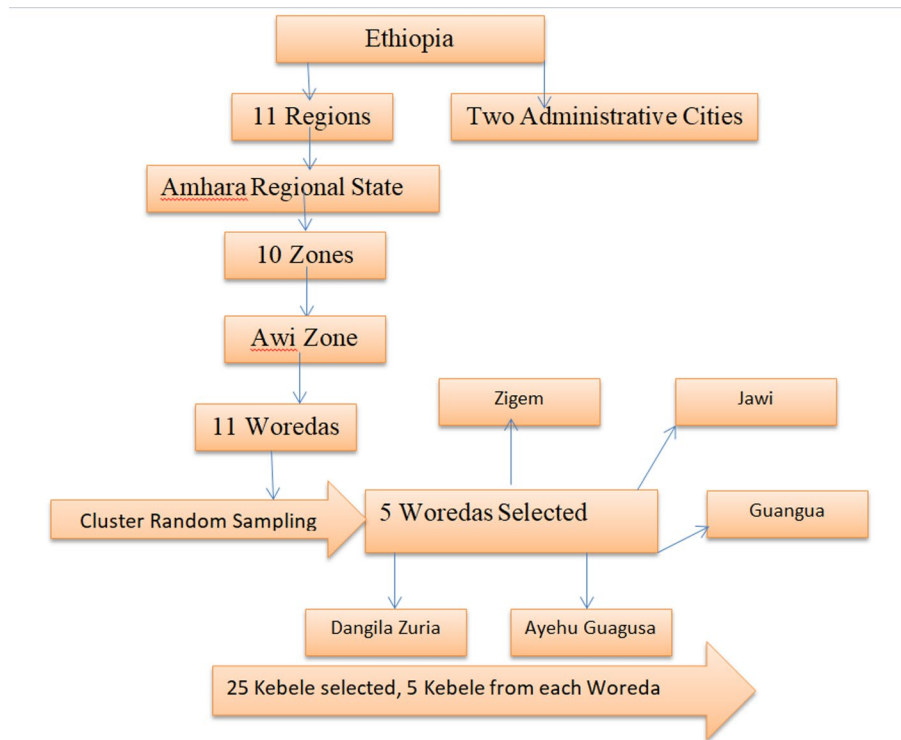 Ethiopia
11 Regions
Two Administrative Cities
Amhara Regional State
10 Zones
Awi Zone
11 Woredas
Zigem
Jawi
Cluster Random Sampling
5 Woredas Selected
Guangua
Dangila Zuria
Ayehu Guagusa
25 Kebele selected, 5 Kebele from each Woreda